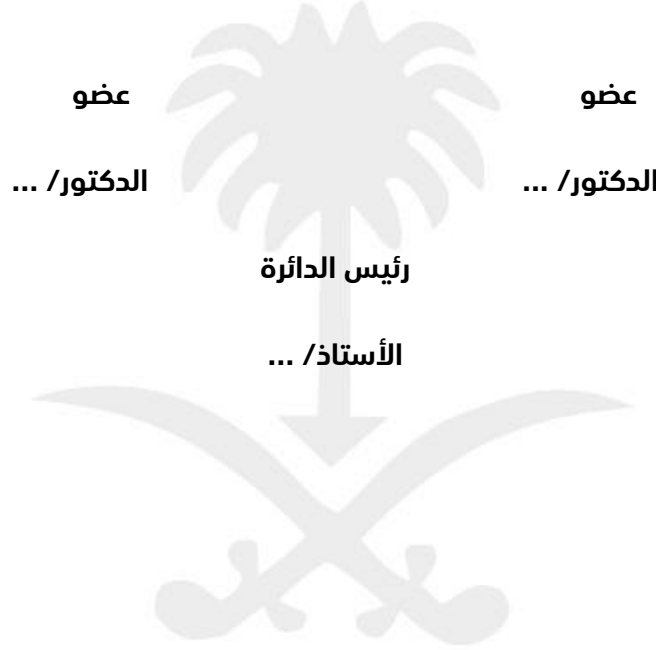 عضو عضو
الدكتور/ ... الدكتور/ ...
رئيس الدائرة
الأستاذ/ ...